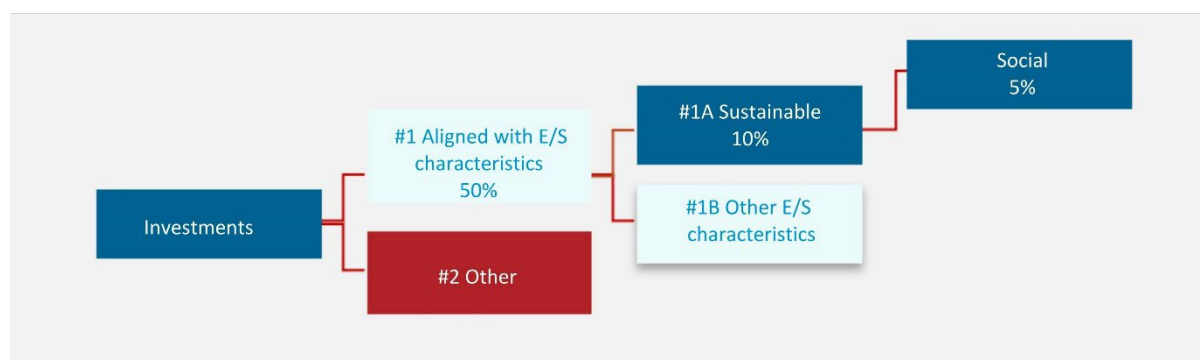 Investments
#1 Aligned with E/S
characteristics
50%
#2 Other
#1A Sustainable
10%
#1B Other E/S
characteristics
Social
5%